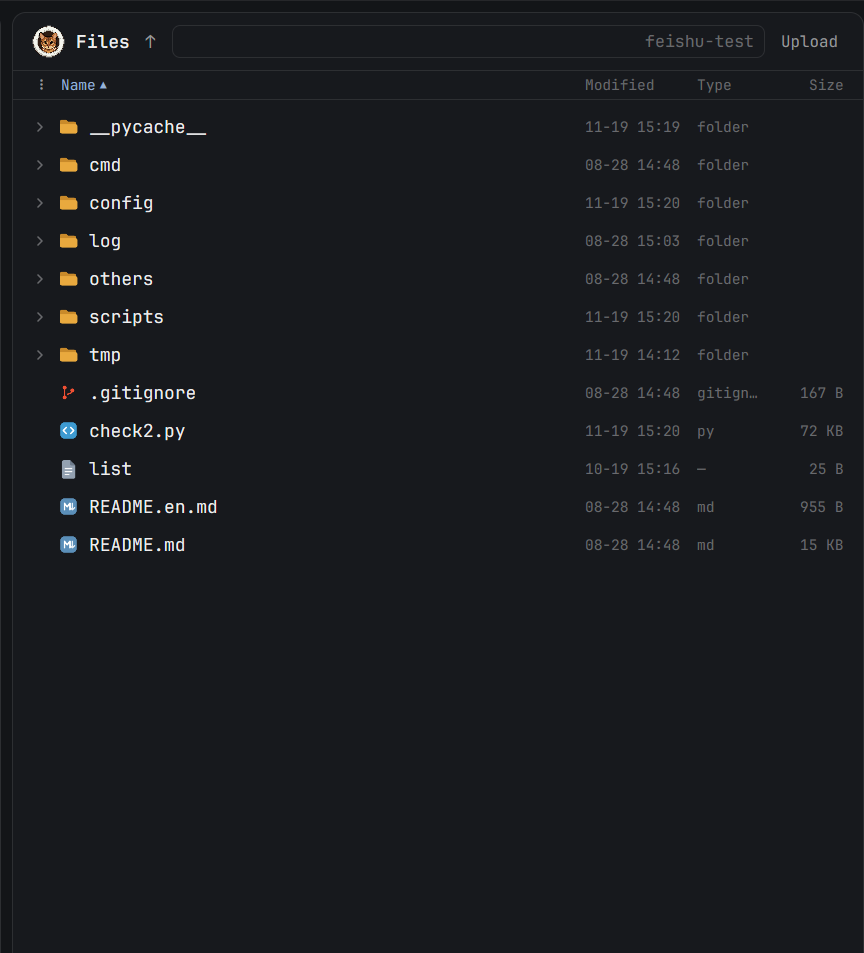 Files ↑ feishu-test Upload
Name ▲ Modified Type Size
__pycache__ 11-19 15:19 folder
cmd 08-28 14:48 folder
config 11-19 15:20 folder
log 08-28 15:03 folder
others 08-28 14:48 folder
scripts 11-19 15:20 folder
tmp 11-19 14:12 folder
.gitignore 08-28 14:48 gitign… 167 B
check2.py 11-19 15:20 py 72 KB
list 10-19 15:16 — 25 B
README.en.md 08-28 14:48 md 955 B
README.md 08-28 14:48 md 15 KB